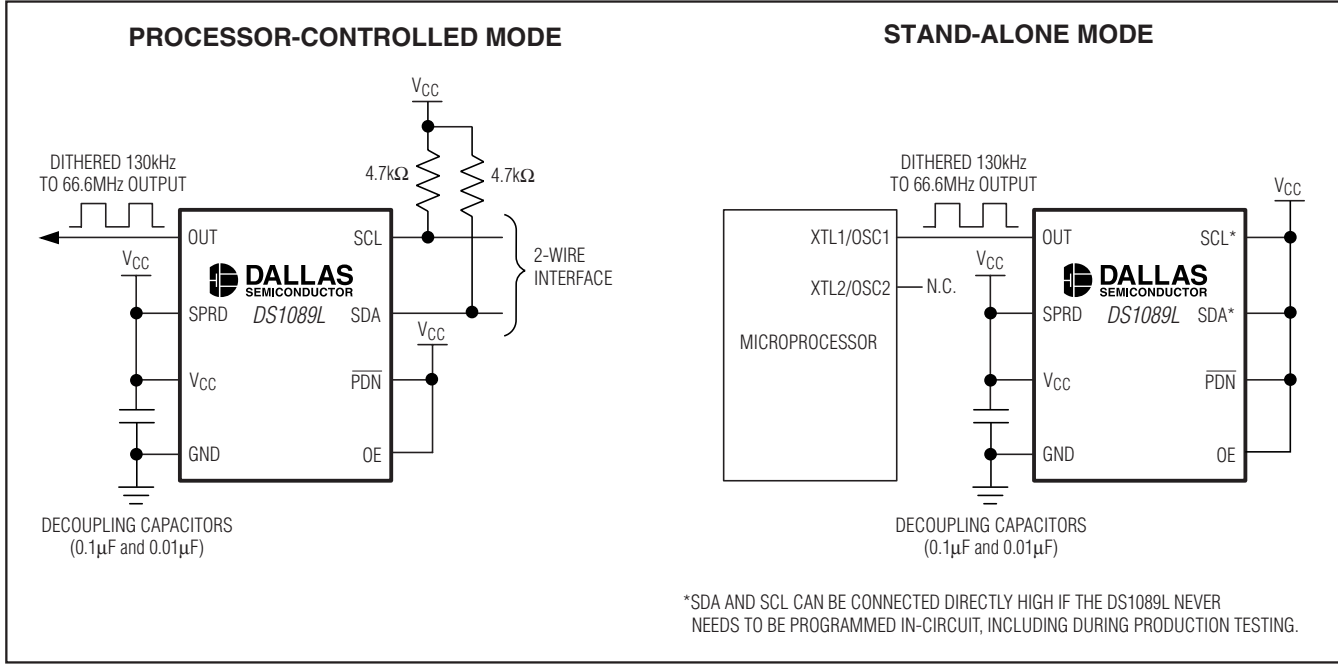 PROCESSOR-CONTROLLED MODE
VCC
4.7kΩ
4.7kΩ
DITHERED 130kHz
TO 66.6MHz OUTPUT
OUT
SCL
VCC
DALLAS
SEMICONDUCTOR
2-WIRE
INTERFACE
SPRD
DS1089L
SDA
VCC
VCC
PDN
GND
OE
DECOUPLING CAPACITORS
(0.1μF and 0.01μF)
STAND-ALONE MODE
DITHERED 130kHz
TO 66.6MHz OUTPUT
VCC
XTL1/OSC1
OUT
SCL*
VCC
DALLAS
SEMICONDUCTOR
XTL2/OSC2
N.C.
SPRD
DS1089L
SDA*
MICROPROCESSOR
VCC
PDN
GND
OE
DECOUPLING CAPACITORS
(0.1μF and 0.01μF)
*SDA AND SCL CAN BE CONNECTED DIRECTLY HIGH IF THE DS1089L NEVER
NEEDS TO BE PROGRAMMED IN-CIRCUIT, INCLUDING DURING PRODUCTION TESTING.